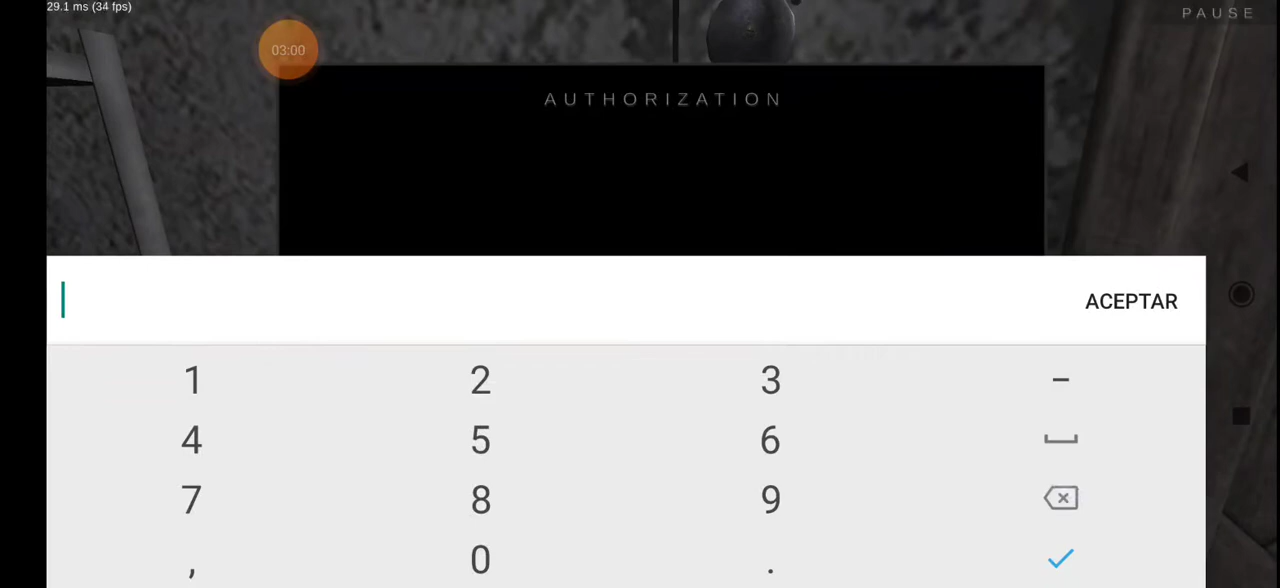 29.1 ms (34 fps)
PAUSE
03:00
AUTHORIZATION
ACEPTAR
1 2 3 -
4 5 6
7 8 9
, 0 .